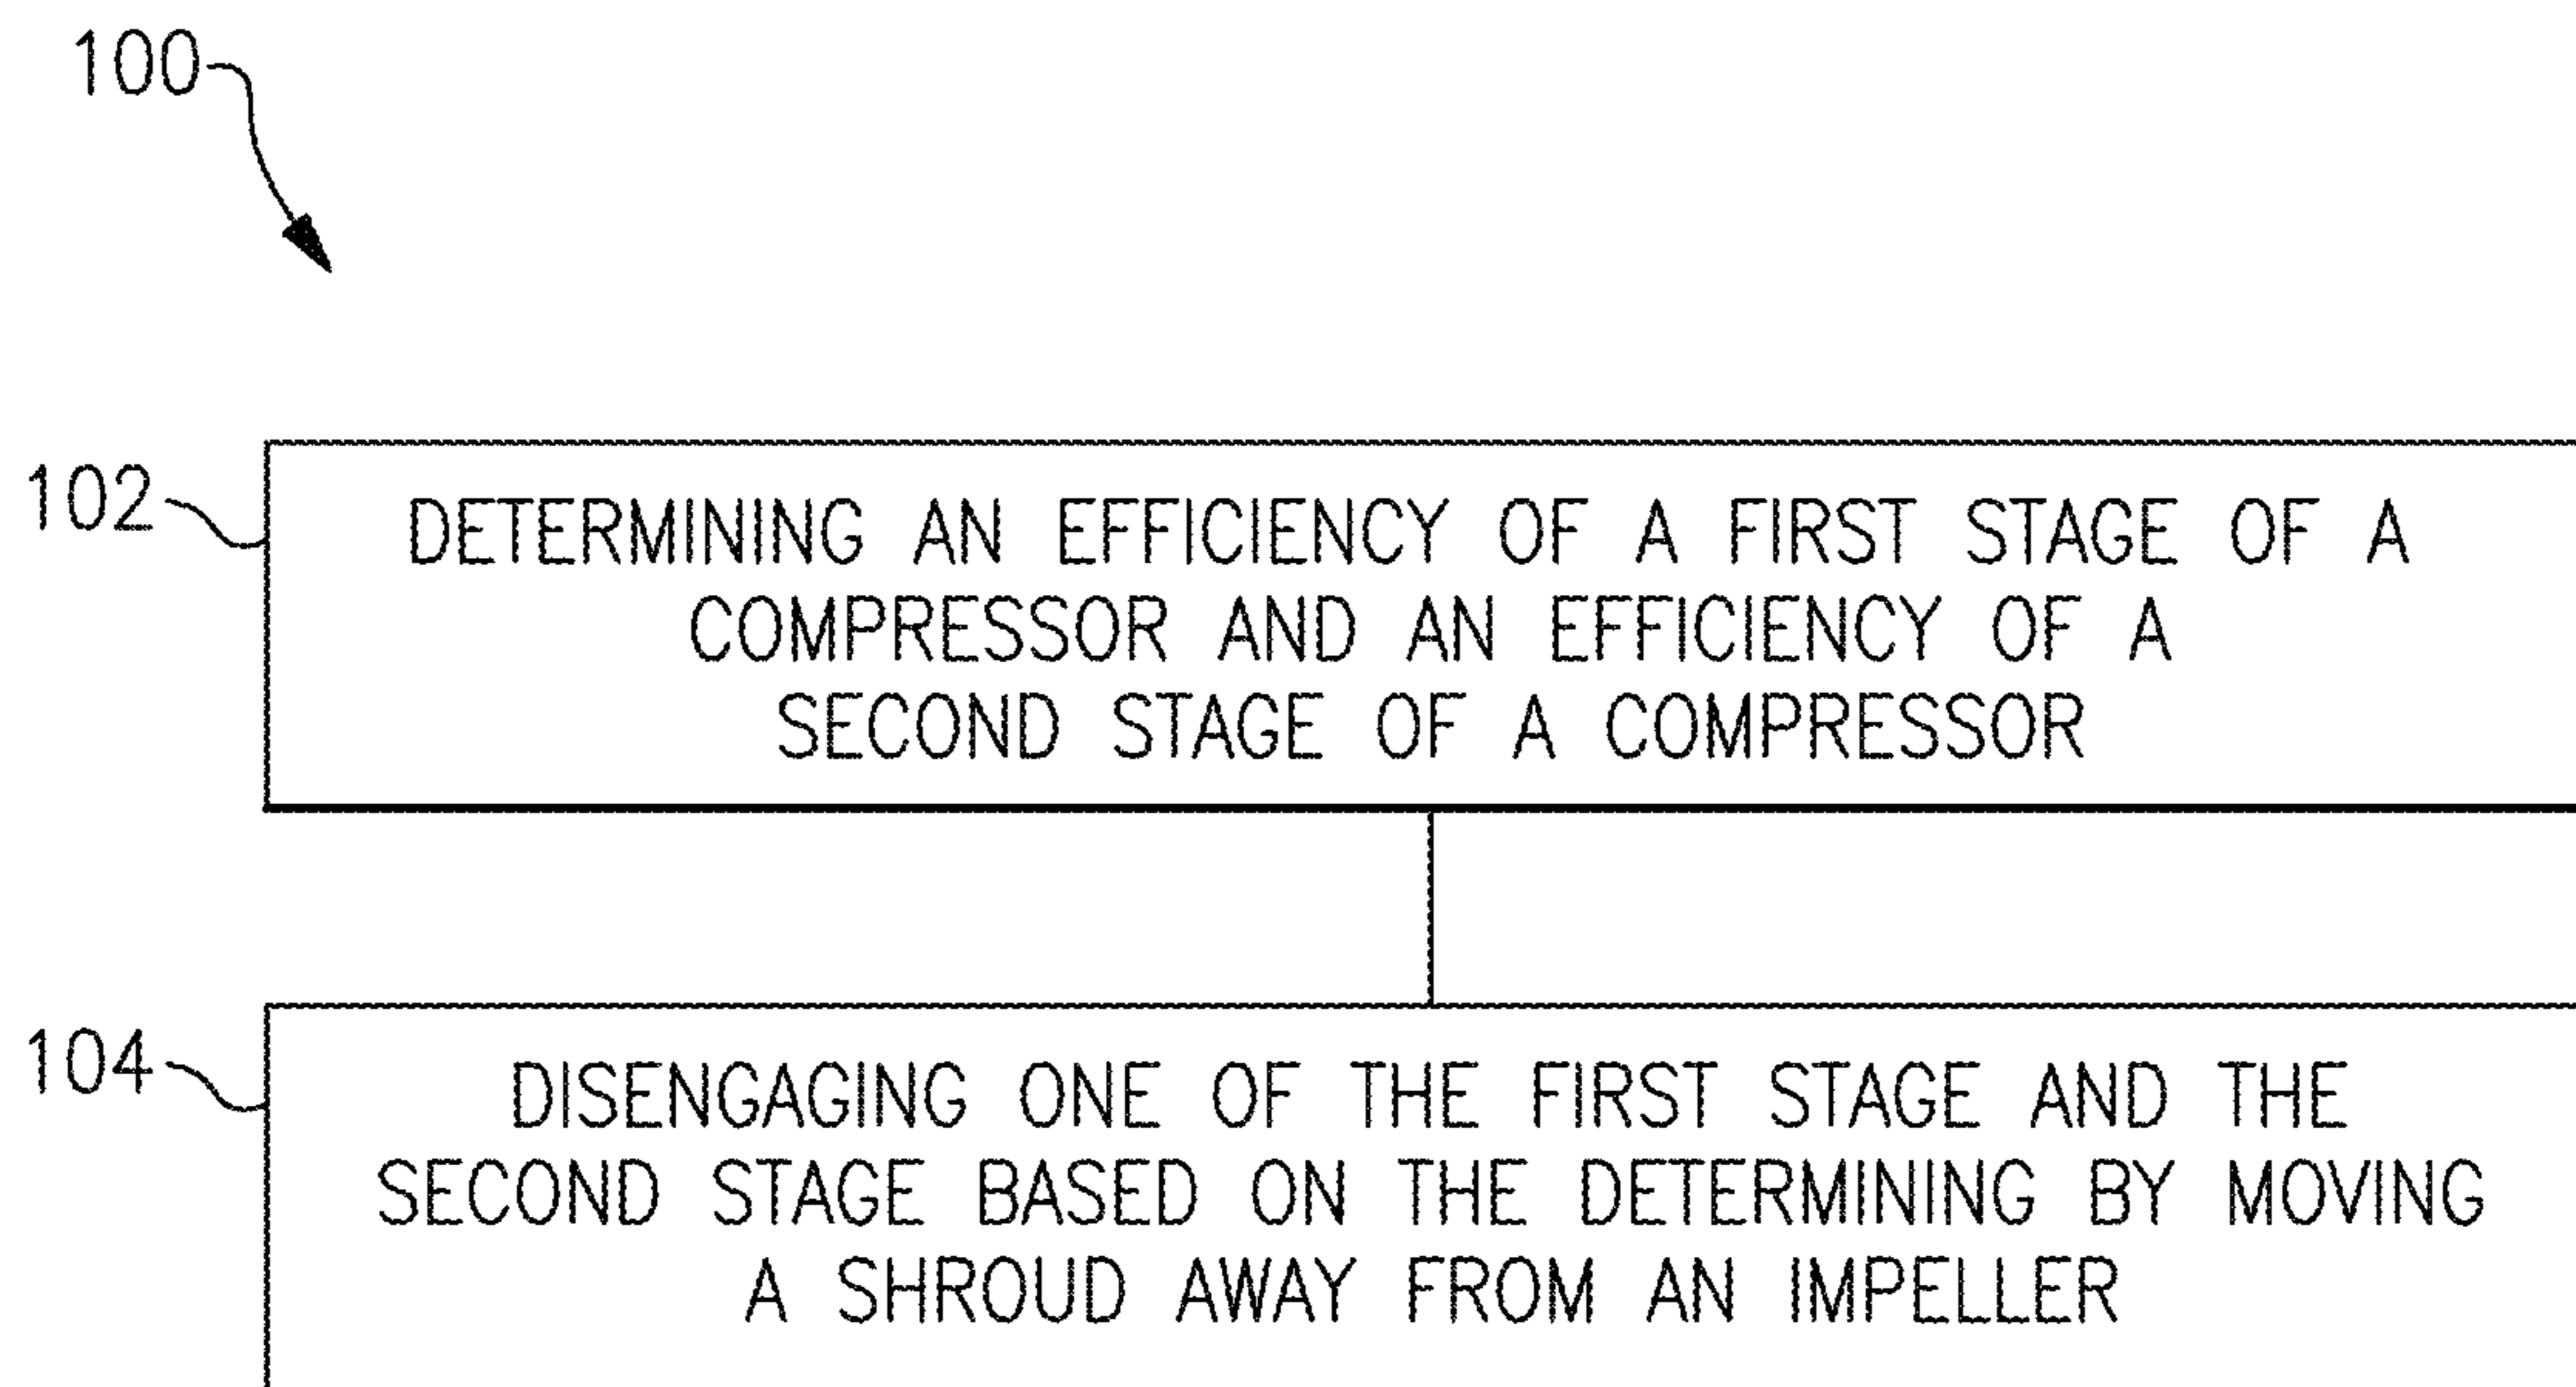 100
102
DETERMINING AN EFFICIENCY OF A FIRST STAGE OF A
COMPRESSOR AND AN EFFICIENCY OF A
SECOND STAGE OF A COMPRESSOR
104
DISENGAGING ONE OF THE FIRST STAGE AND THE
SECOND STAGE BASED ON THE DETERMINING BY MOVING
A SHROUD AWAY FROM AN IMPELLER